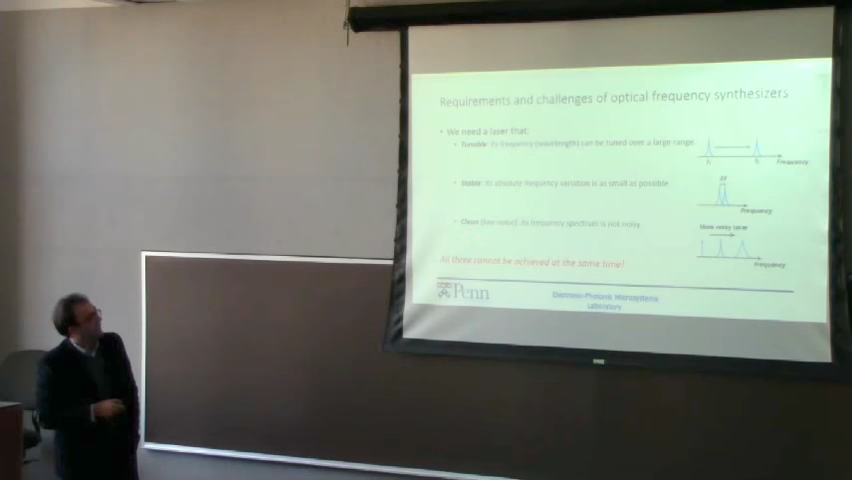 Requirements and challenges of optical frequency synthesizers
• We need a laser that:
• Tunable: its frequency (wavelength) can be tuned over a large range
Frequency
• Stable: its absolute frequency variation is as small as possible
Δf
Frequency
• Clean (low noise): its frequency spectrum is not noisy
More noisy laser
Frequency
All three cannot be achieved at the same time!
Penn
Electronic-Photonic Microsystems
Laboratory